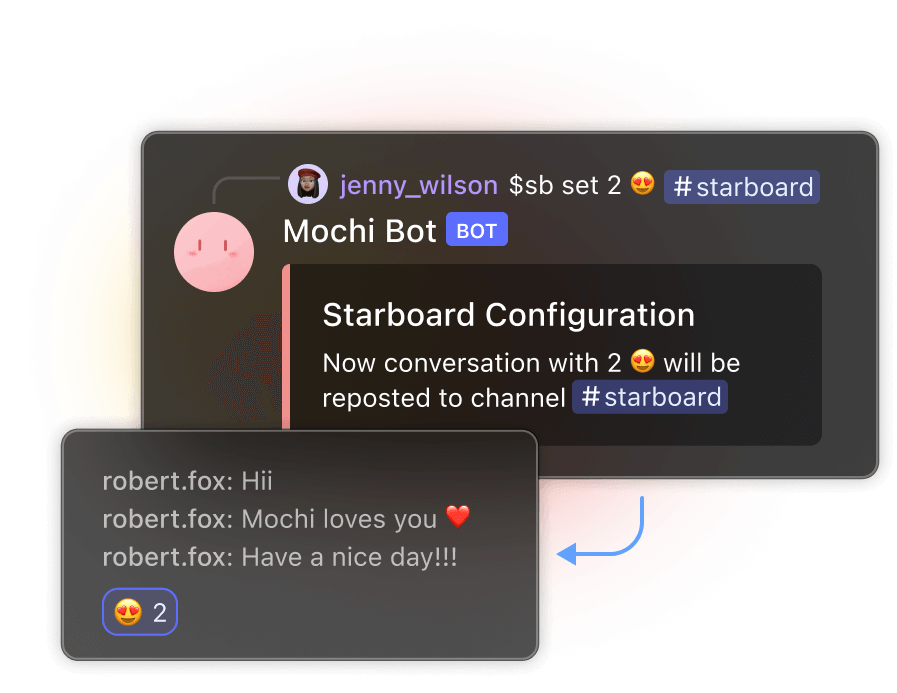 jenny_wilson $sb set 2 😍 #starboard
Mochi Bot BOT
Starboard Configuration
Now conversation with 2 😍 will be
reposted to channel #starboard
robert.fox: Hii
robert.fox: Mochi loves you ❤️
robert.fox: Have a nice day!!!
😍 2